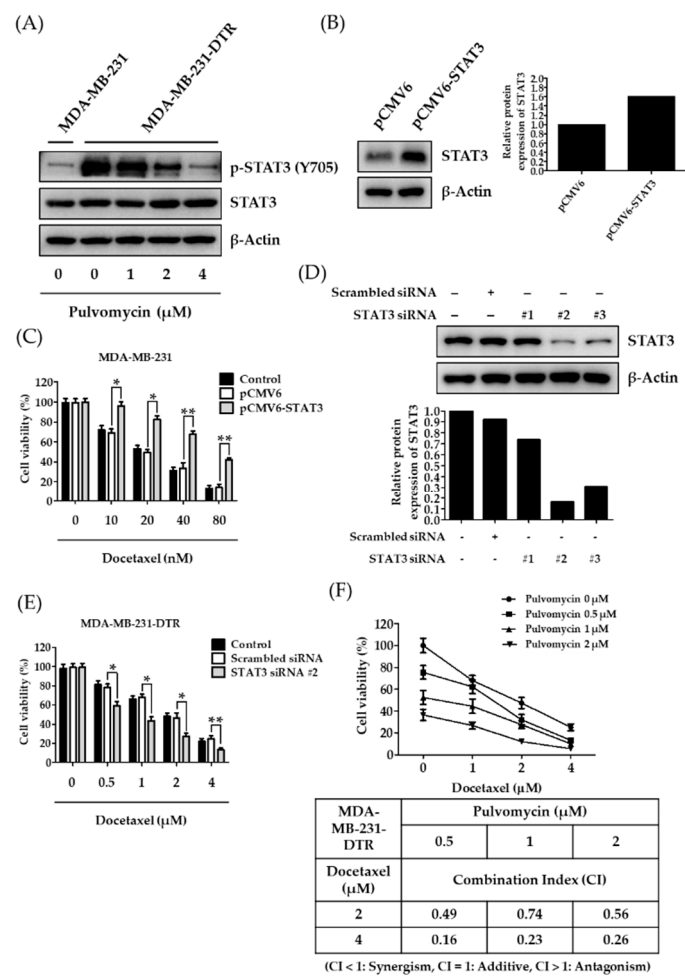 (A)
MDA-MB-231
MDA-MB-231-DTR
p-STAT3 (Y705)
STAT3
β-Actin
0 0 1 2 4
Pulvomycin (μM)
(B)
pCMV6
pCMV6-STAT3
STAT3
β-Actin
Relative protein
expression of STAT3
2.0
1.8
1.6
1.4
1.2
1.0
0.8
0.6
0.4
0.2
0.0
pCMV6
pCMV6-STAT3
(C)
MDA-MB-231
Control
pCMV6
pCMV6-STAT3
Cell viability (%)
120
100
80
60
40
20
0
* * ** **
0 10 20 40 80
Docetaxel (nM)
(D)
Scrambled siRNA – + – – –
STAT3 siRNA – – #1 #2 #3
STAT3
β-Actin
Relative protein
expression of STAT3
1.0
0.9
0.8
0.7
0.6
0.5
0.4
0.3
0.2
0.1
0.0
Scrambled siRNA - + - - -
STAT3 siRNA - - #1 #2 #3
(E)
MDA-MB-231-DTR
Control
Scrambled siRNA
STAT3 siRNA #2
Cell viability (%)
120
100
80
60
40
20
0
* * * **
0 0.5 1 2 4
Docetaxel (μM)
(F)
Pulvomycin 0 μM
Pulvomycin 0.5 μM
Pulvomycin 1 μM
Pulvomycin 2 μM
Cell viability (%)
120
100
80
60
40
20
0
0 1 2 4
Docetaxel (μM)
MDA-
MB-231-
DTR
Pulvomycin (μM)
0.5 1 2
Docetaxel
(μM)
Combination Index (CI)
2 0.49 0.74 0.56
4 0.16 0.23 0.26
(CI < 1: Synergism, CI = 1: Additive, CI > 1: Antagonism)